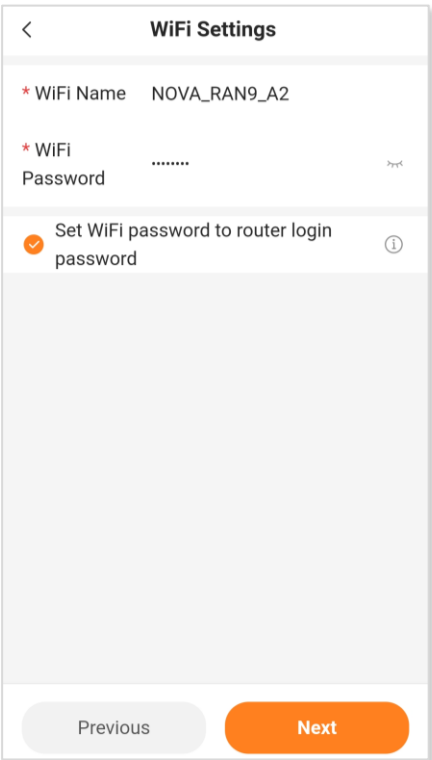 WiFi Settings
* WiFi Name NOVA_RAN9_A2
* WiFi
Password ••••••••
Set WiFi password to router login
password
Previous Next